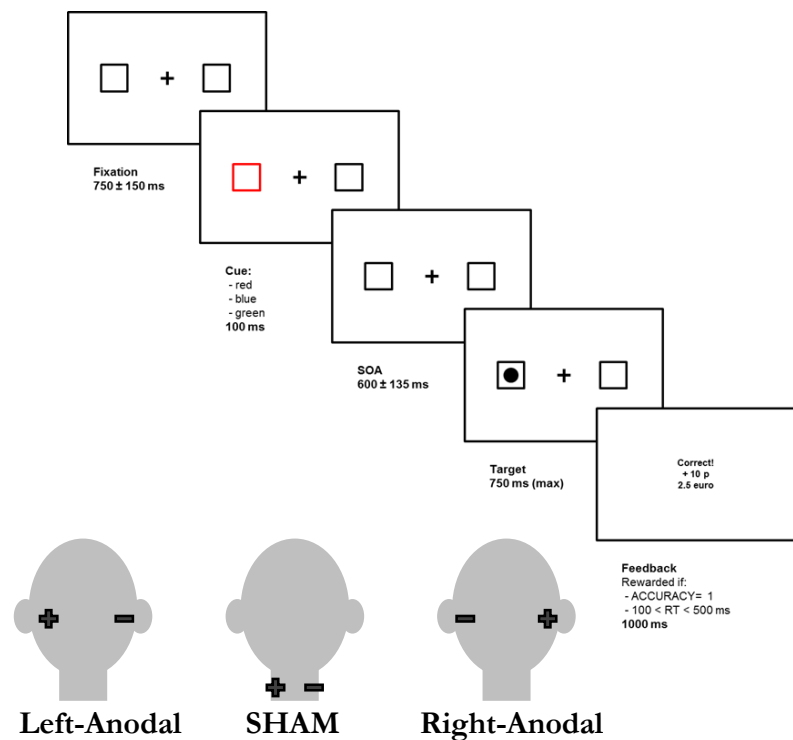 Fixation
750 ± 150 ms
Cue:
- red
- blue
- green
100 ms
SOA
600 ± 135 ms
Target
750 ms (max)
Correct!
+ 10 p
2.5 euro
Feedback
Rewarded if:
- ACCURACY= 1
- 100 < RT < 500 ms
1000 ms
Left-Anodal
SHAM
Right-Anodal